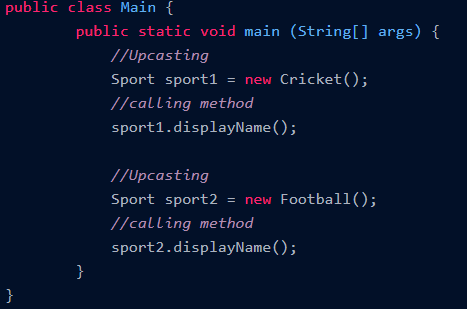 public class Main {
public static void main (String[] args) {
//Upcasting
Sport sport1 = new Cricket();
//calling method
sport1.displayName();
//Upcasting
Sport sport2 = new Football();
//calling method
sport2.displayName();
}
}